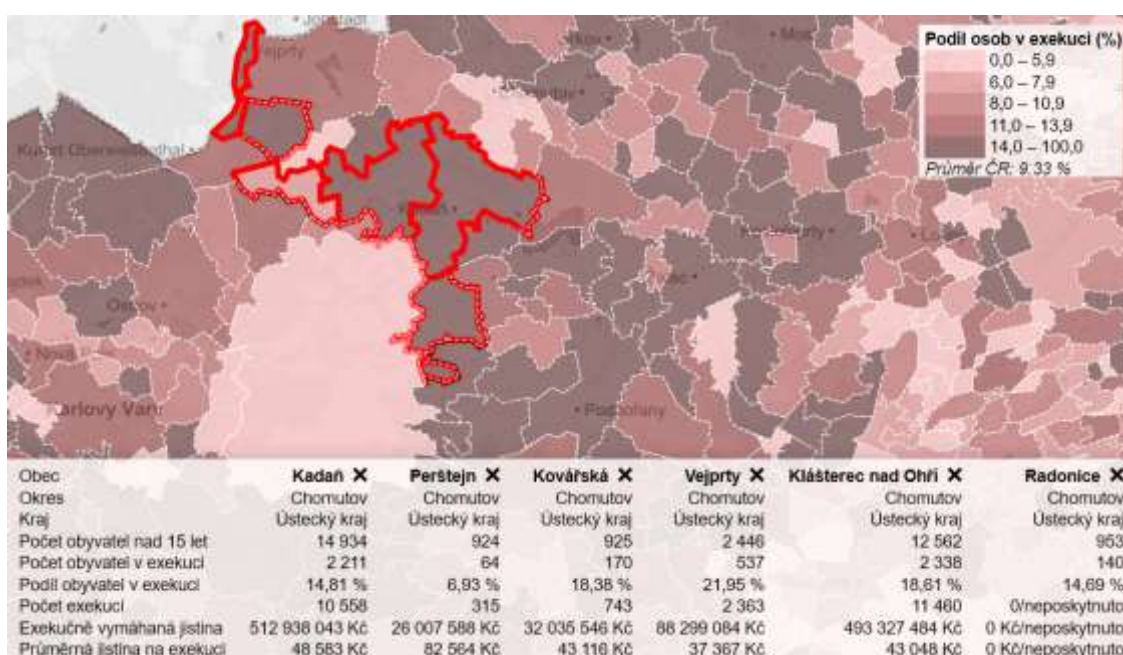 Jöhstadt
Vejprty
Kurort Oberwiesenthal
Kadaň
Ostrov
Nová
Karlovy Vary
Podbořany
Louny
Podíl osob v exekuci (%)
0,0 – 5,9
6,0 – 7,9
8,0 – 10,9
11,0 – 13,9
14,0 – 100,0
Průměr ČR: 9.33 %
Obec Kadaň ✕ Perštejn ✕ Kovářská ✕ Vejprty ✕ Klášterec nad Ohří ✕ Radonice ✕
Okres Chomutov Chomutov Chomutov Chomutov Chomutov Chomutov
Kraj Ústecký kraj Ústecký kraj Ústecký kraj Ústecký kraj Ústecký kraj Ústecký kraj
Počet obyvatel nad 15 let 14 934 924 925 2 446 12 562 953
Počet obyvatel v exekuci 2 211 64 170 537 2 338 140
Podíl obyvatel v exekuci 14,81 % 6,93 % 18,38 % 21,95 % 18,61 % 14,69 %
Počet exekucí 10 558 315 743 2 363 11 460 0/neposkytnuto
Exekučně vymáhaná jistina 512 938 043 Kč 26 007 588 Kč 32 035 546 Kč 88 299 084 Kč 493 327 484 Kč 0 Kč/neposkytnuto
Průměrná jistina na exekuci 48 583 Kč 82 564 Kč 43 116 Kč 37 367 Kč 43 048 Kč 0 Kč/neposkytnuto